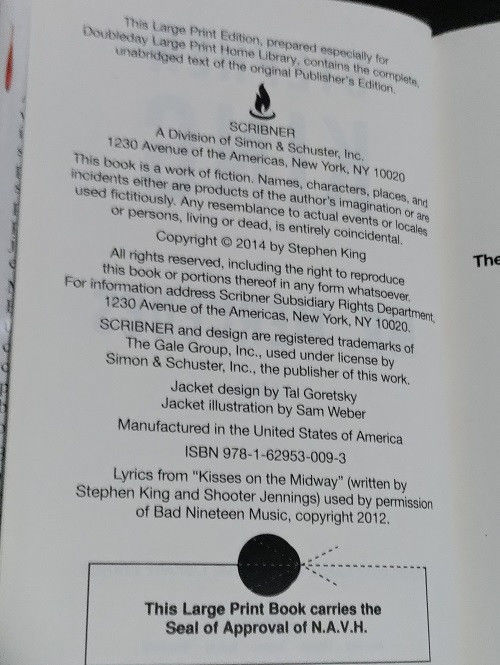 This Large Print Edition, prepared especially for
Doubleday Large Print Home Library, contains the complete,
unabridged text of the original Publisher's Edition.
SCRIBNER
A Division of Simon & Schuster, Inc.
1230 Avenue of the Americas, New York, NY 10020
This book is a work of fiction. Names, characters, places, and
incidents either are products of the author's imagination or are
used fictitiously. Any resemblance to actual events or locales
or persons, living or dead, is entirely coincidental.
Copyright © 2014 by Stephen King
All rights reserved, including the right to reproduce
this book or portions thereof in any form whatsoever.
For information address Scribner Subsidiary Rights Department,
1230 Avenue of the Americas, New York, NY 10020.
SCRIBNER and design are registered trademarks of
The Gale Group, Inc., used under license by
Simon & Schuster, Inc., the publisher of this work.
Jacket design by Tal Goretsky
Jacket illustration by Sam Weber
Manufactured in the United States of America
ISBN 978-1-62953-009-3
Lyrics from "Kisses on the Midway" (written by
Stephen King and Shooter Jennings) used by permission
of Bad Nineteen Music, copyright 2012.
This Large Print Book carries the
Seal of Approval of N.A.V.H.
The